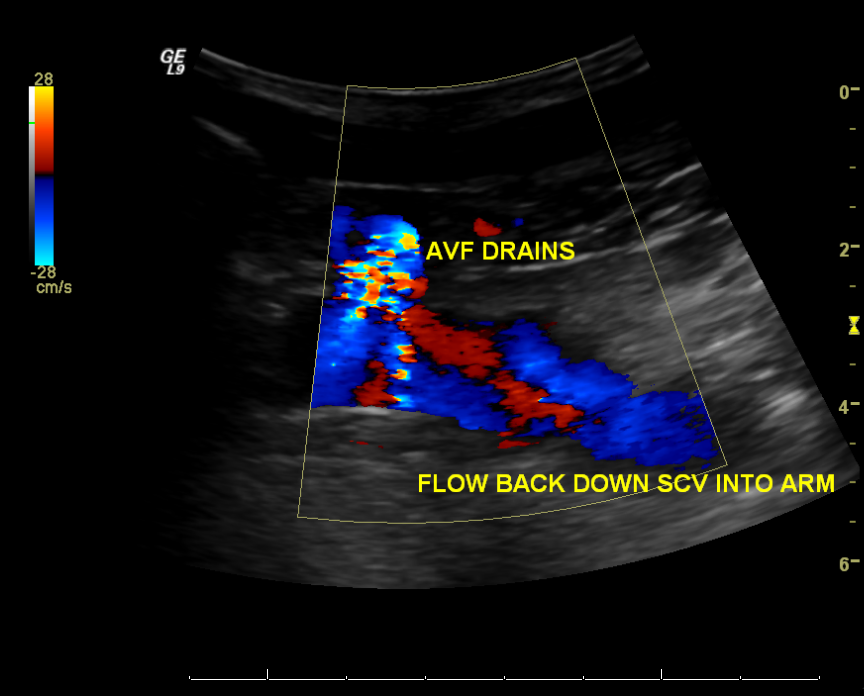 GE
L9
28
-28
cm/s
0
2
4
6
AVF DRAINS
FLOW BACK DOWN SCV INTO ARM